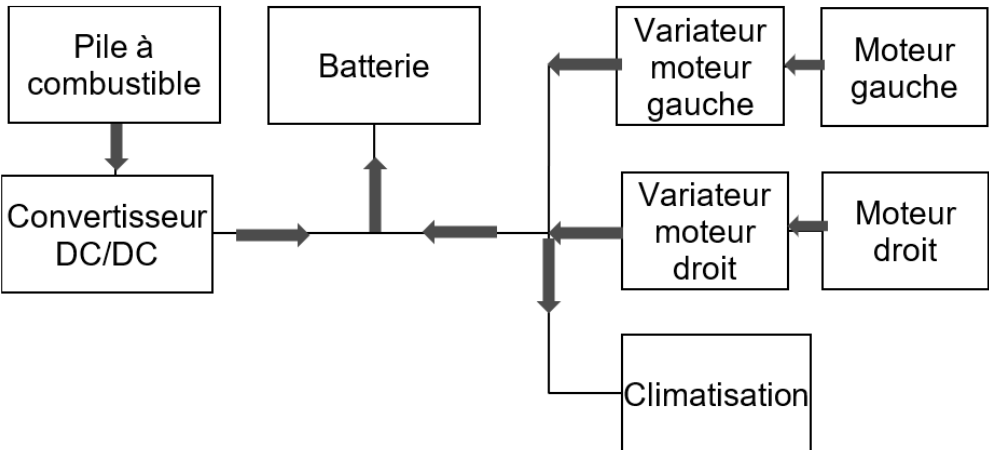 Pile à
combustible
Batterie
Variateur
moteur
gauche
Moteur
gauche
Convertisseur
DC/DC
Variateur
moteur
droit
Moteur
droit
Climatisation